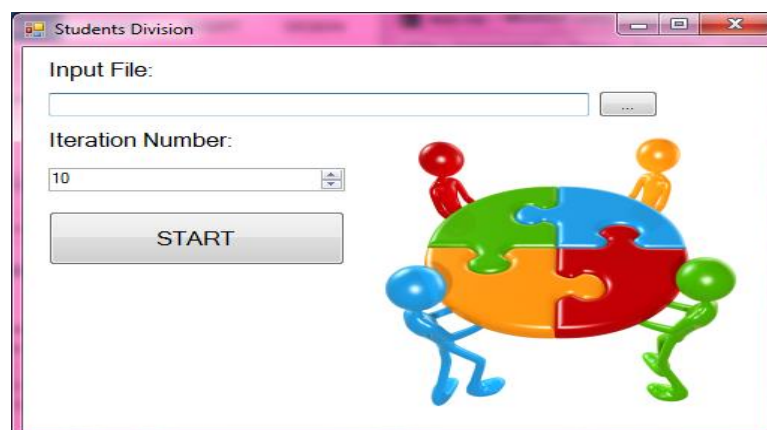 Students Division
Input File:
...
Iteration Number:
10
START